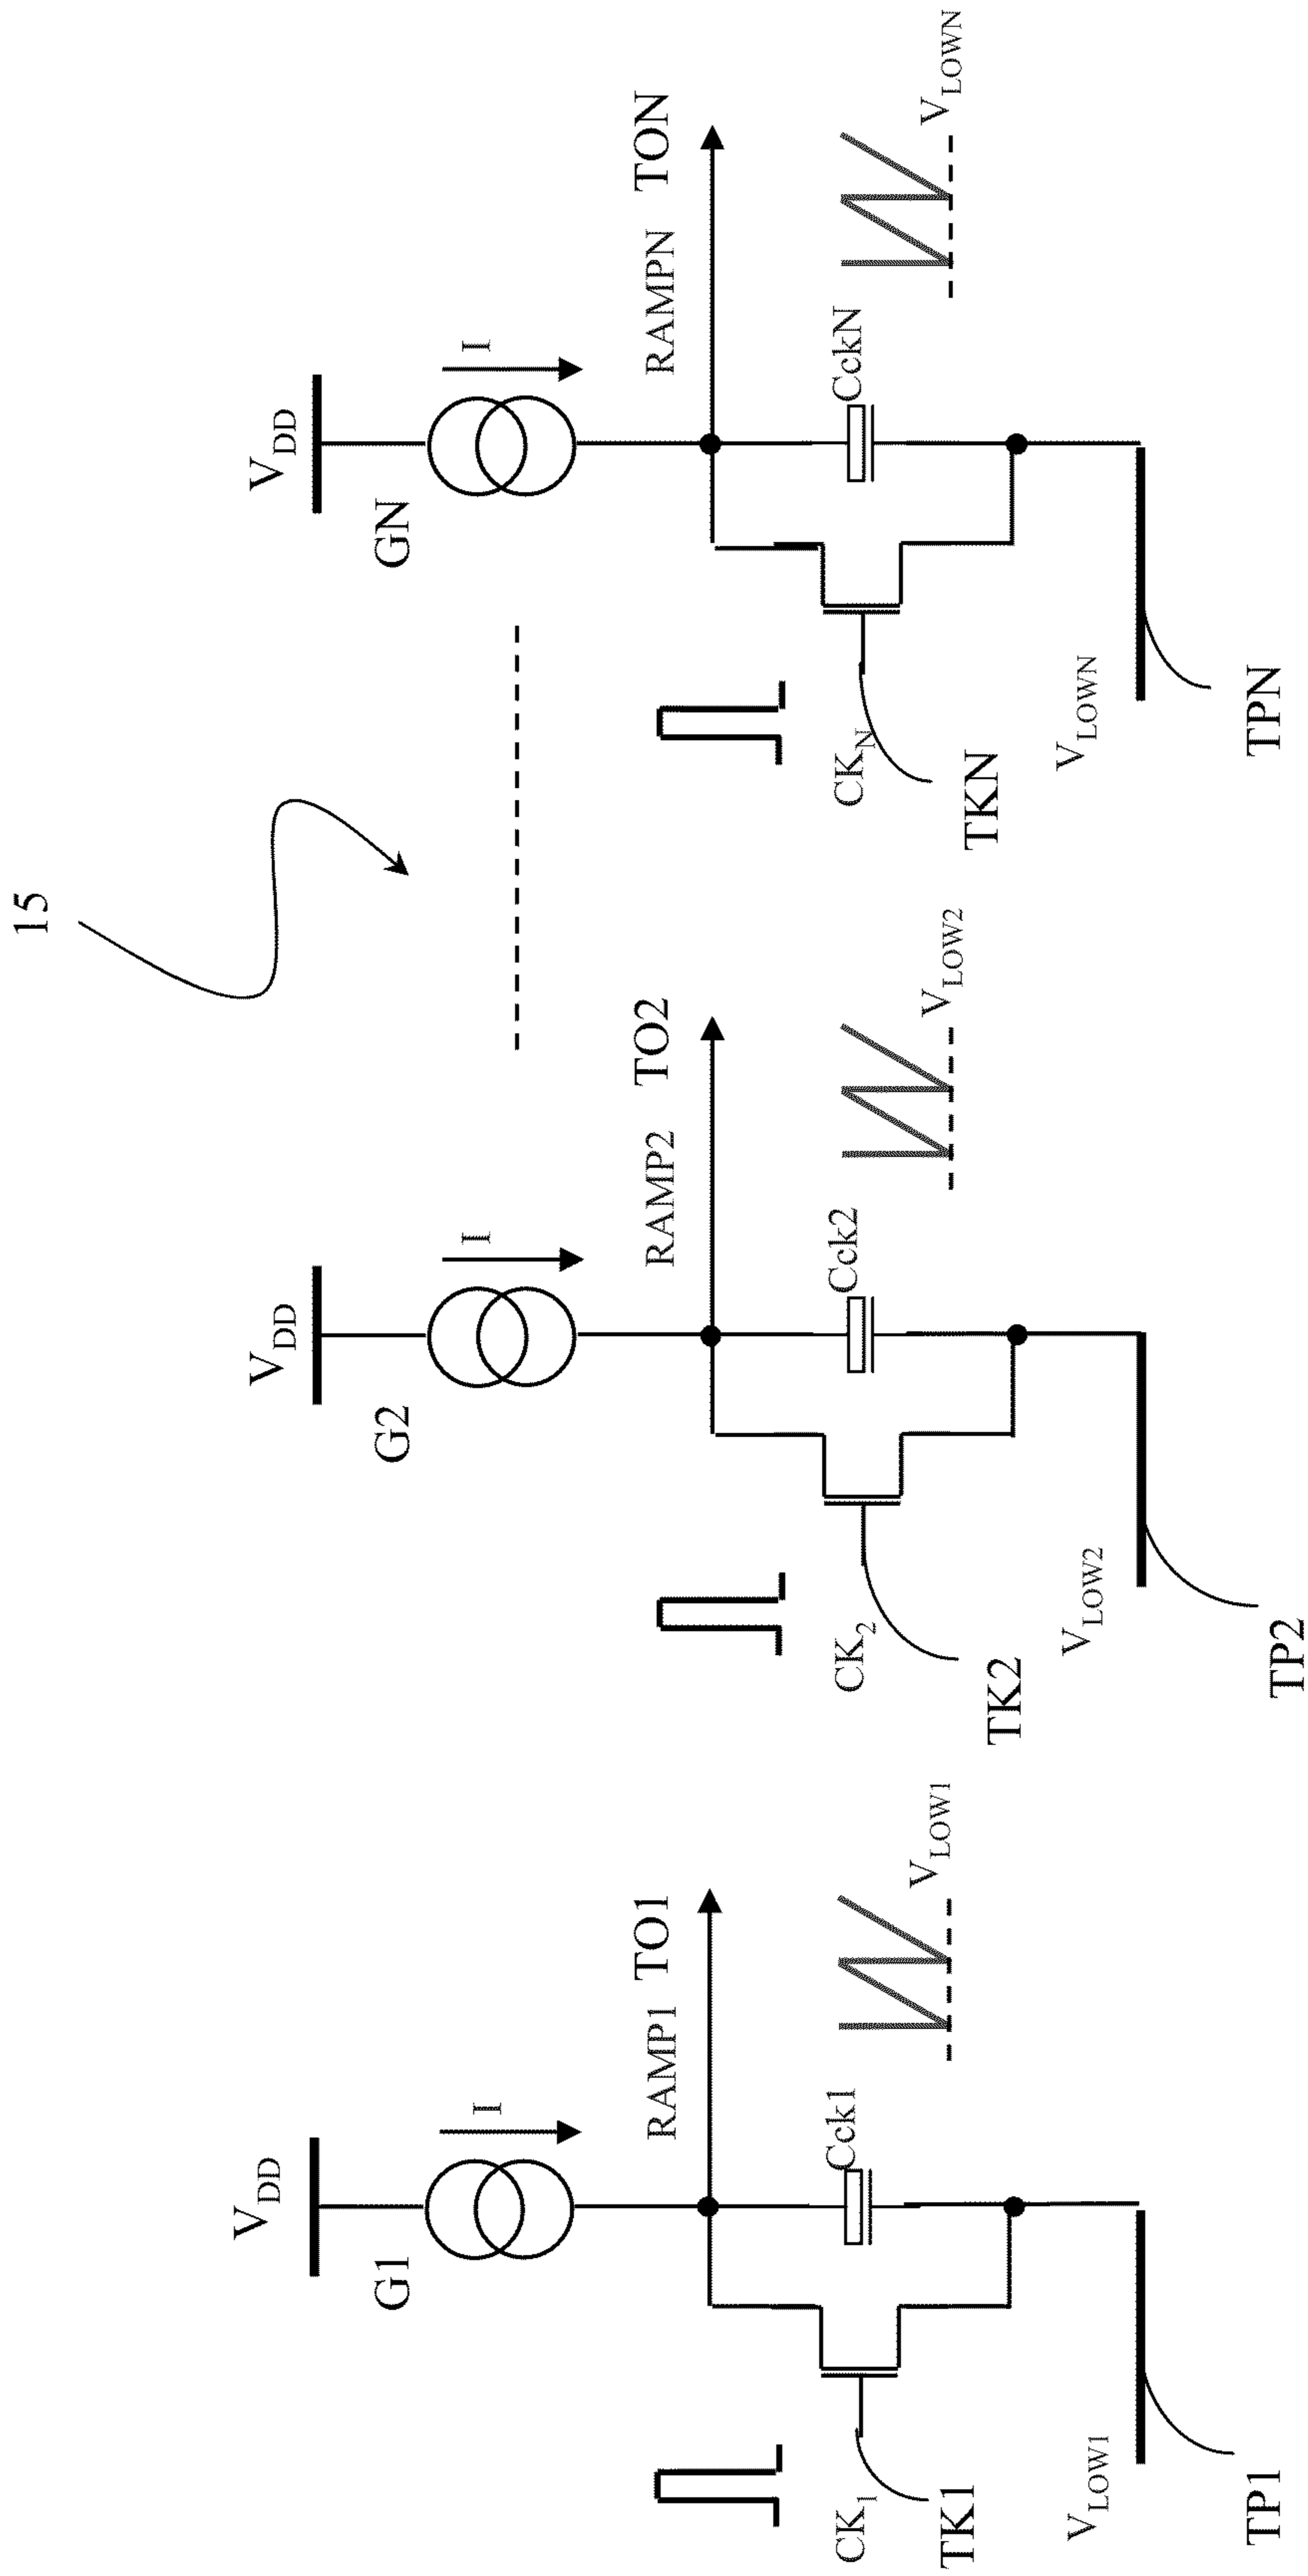 15
V_DD
G1
I
RAMP1
TO1
CK_1
TK1
Cck1
V_LOW1
V_LOW1
TP1
V_DD
G2
I
RAMP2
TO2
CK_2
TK2
Cck2
V_LOW2
V_LOW2
TP2
V_DD
GN
I
RAMPN
TON
CK_N
TKN
CckN
V_LOWN
V_LOWN
TPN